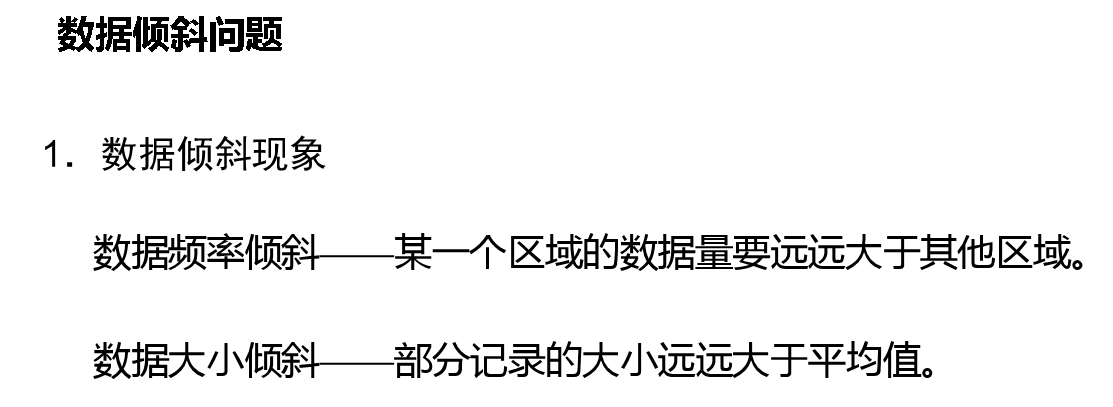 数据倾斜问题
1. 数据倾斜现象
数据频率倾斜——某一个区域的数据量要远远大于其他区域。
数据大小倾斜——部分记录的大小远远大于平均值。